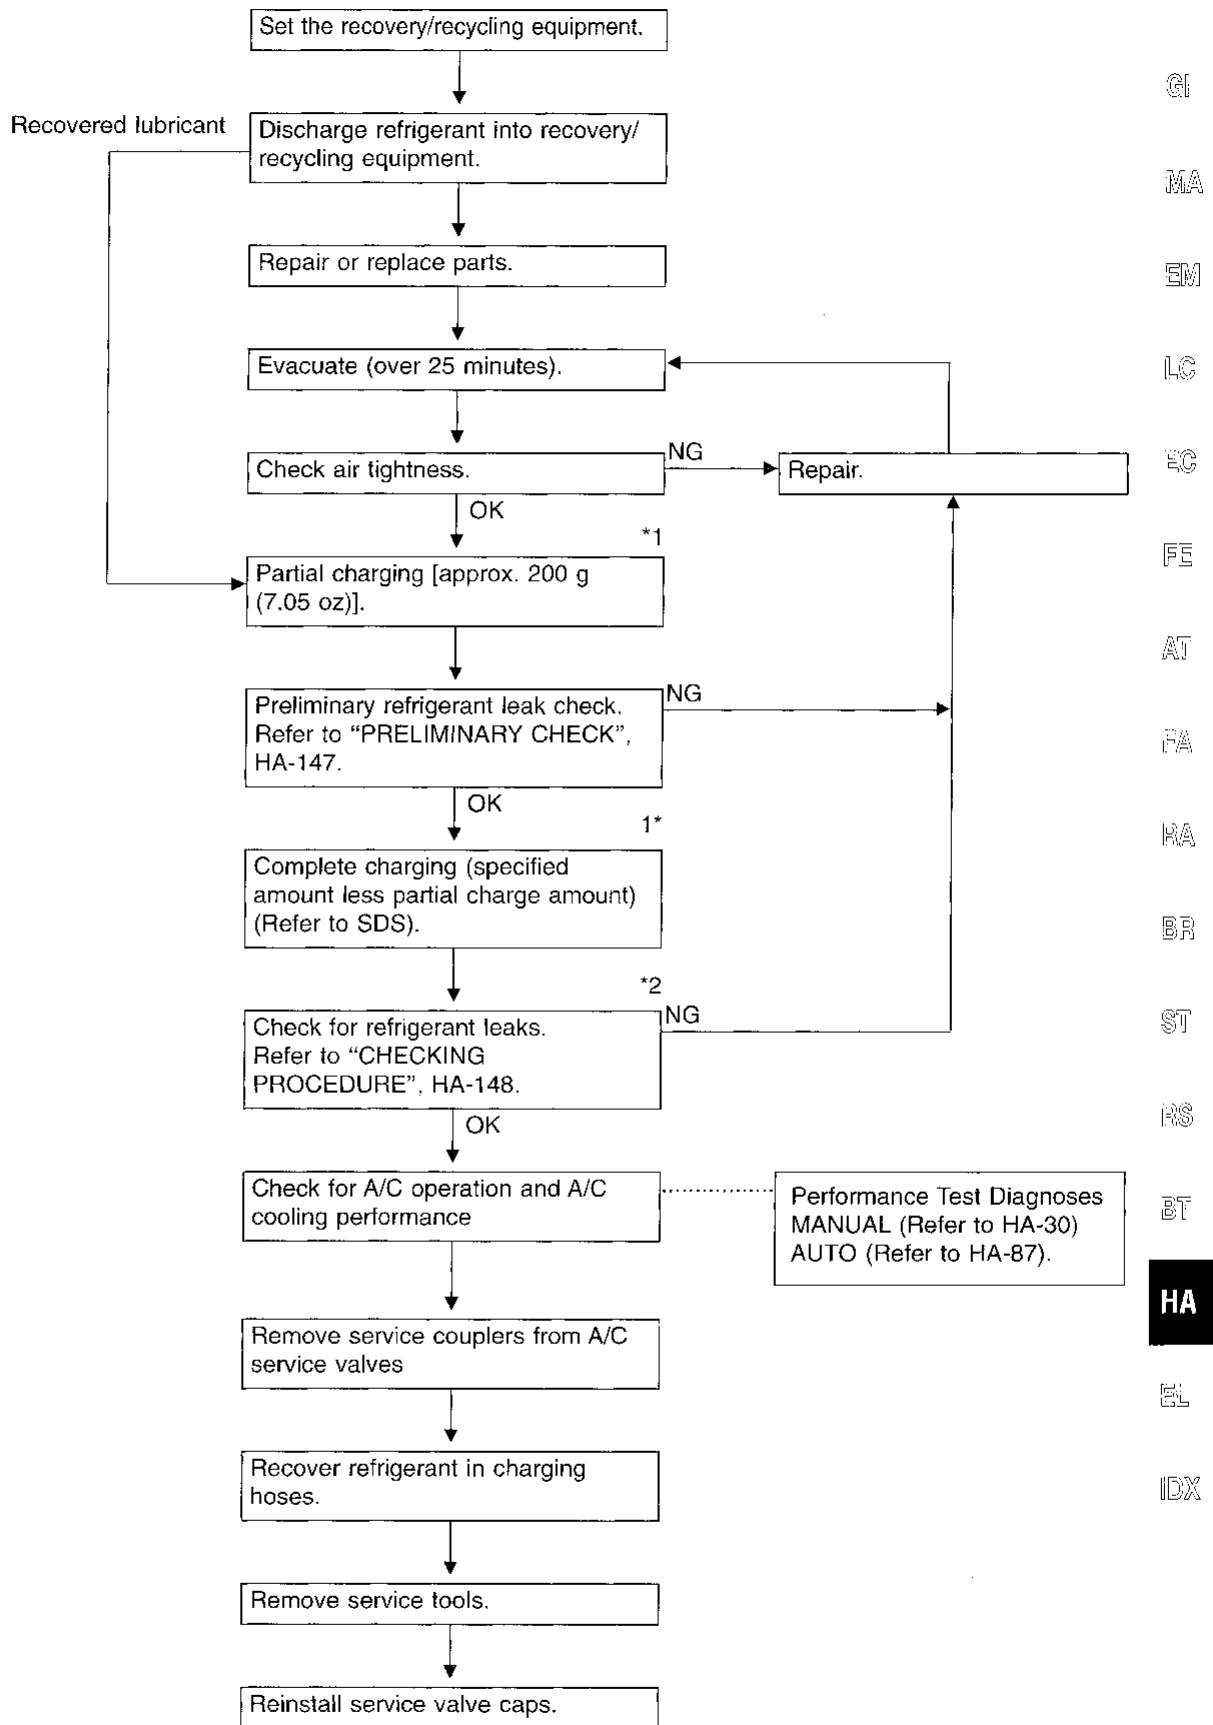 Set the recovery/recycling equipment.
Recovered lubricant
Discharge refrigerant into recovery/
recycling equipment.
Repair or replace parts.
Evacuate (over 25 minutes).
Check air tightness.
NG
Repair.
OK
*1
Partial charging [approx. 200 g
(7.05 oz)].
Preliminary refrigerant leak check.
Refer to “PRELIMINARY CHECK”,
HA-147.
NG
OK
1*
Complete charging (specified
amount less partial charge amount)
(Refer to SDS).
*2
Check for refrigerant leaks.
Refer to “CHECKING
PROCEDURE”, HA-148.
NG
OK
Check for A/C operation and A/C
cooling performance
Performance Test Diagnoses
MANUAL (Refer to HA-30)
AUTO (Refer to HA-87).
Remove service couplers from A/C
service valves
Recover refrigerant in charging
hoses.
Remove service tools.
Reinstall service valve caps.
GI
MA
EM
LC
EC
FE
AT
FA
RA
BR
ST
RS
BT
HA
EL
IDX